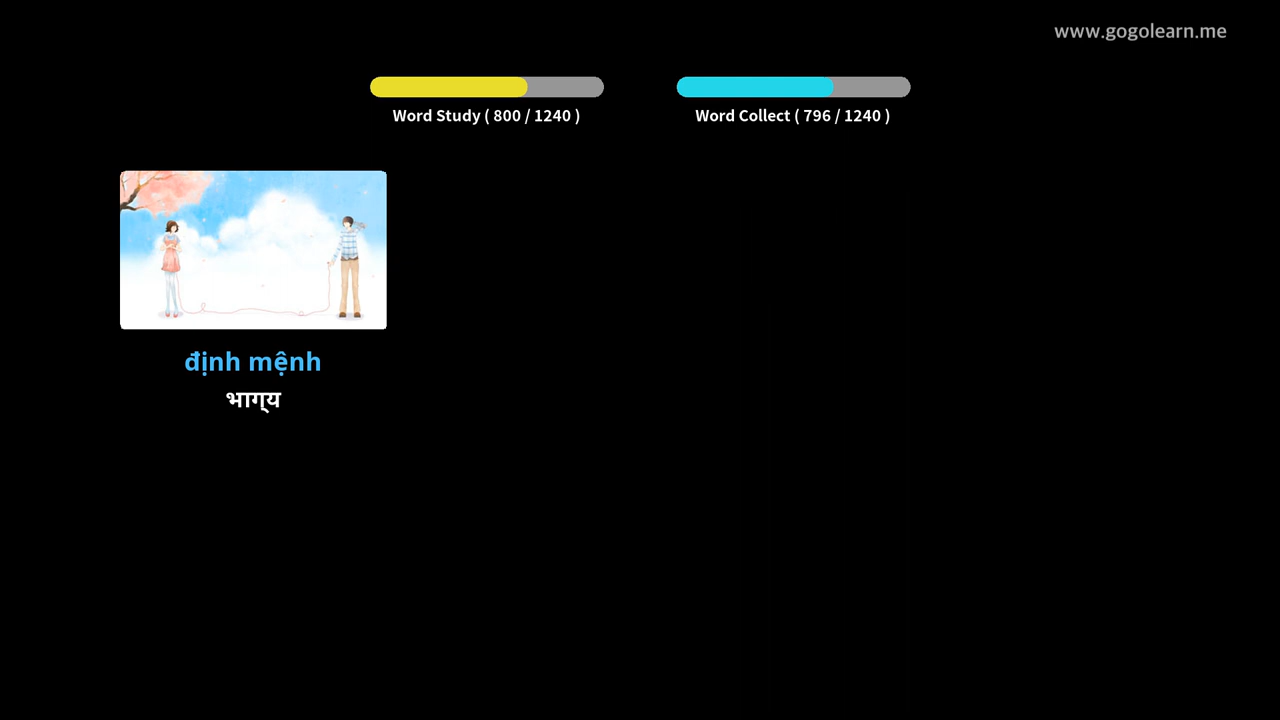 www.gogolearn.me
Word Study ( 800 / 1240 )
Word Collect ( 796 / 1240 )
định mệnh
भाग्य